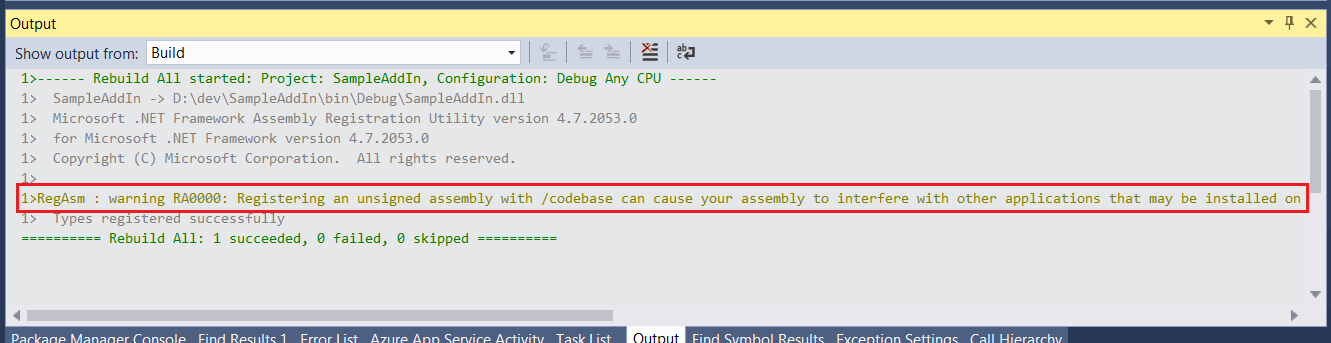 Output
Show output from: Build
1>------ Rebuild All started: Project: SampleAddIn, Configuration: Debug Any CPU ------
1>  SampleAddIn -> D:\dev\SampleAddIn\bin\Debug\SampleAddIn.dll
1>  Microsoft .NET Framework Assembly Registration Utility version 4.7.2053.0
1>  for Microsoft .NET Framework version 4.7.2053.0
1>  Copyright (C) Microsoft Corporation.  All rights reserved.
1>
1>RegAsm : warning RA0000: Registering an unsigned assembly with /codebase can cause your assembly to interfere with other applications that may be installed on
1>  Types registered successfully
========== Rebuild All: 1 succeeded, 0 failed, 0 skipped ==========
Package Manager Console Find Results 1 Error List Azure App Service Activity Task List Output Find Symbol Results Exception Settings Call Hierarchy